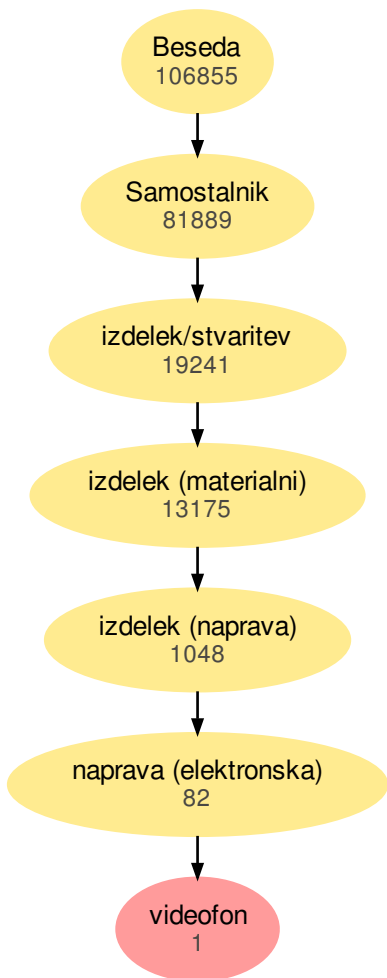 Beseda
106855
Samostalnik
81889
izdelek/stvaritev
19241
izdelek (materialni)
13175
izdelek (naprava)
1048
naprava (elektronska)
82
videofon
1